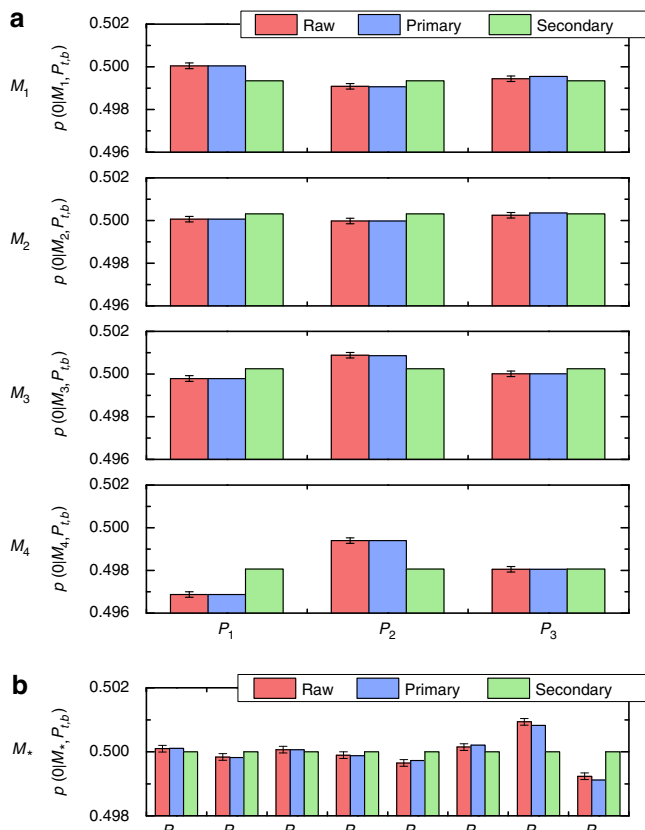 a
Raw Primary Secondary
M1 p (0|M1, Pt,b) 0.502 0.500 0.498 0.496
M2 p (0|M2, Pt,b) 0.502 0.500 0.498 0.496
M3 p (0|M3, Pt,b) 0.502 0.500 0.498 0.496
M4 p (0|M4, Pt,b) 0.502 0.500 0.498 0.496
P1 P2 P3
b
Raw Primary Secondary
M* p (0|M*, Pt,b) 0.502 0.500 0.498
P P P P P P P P